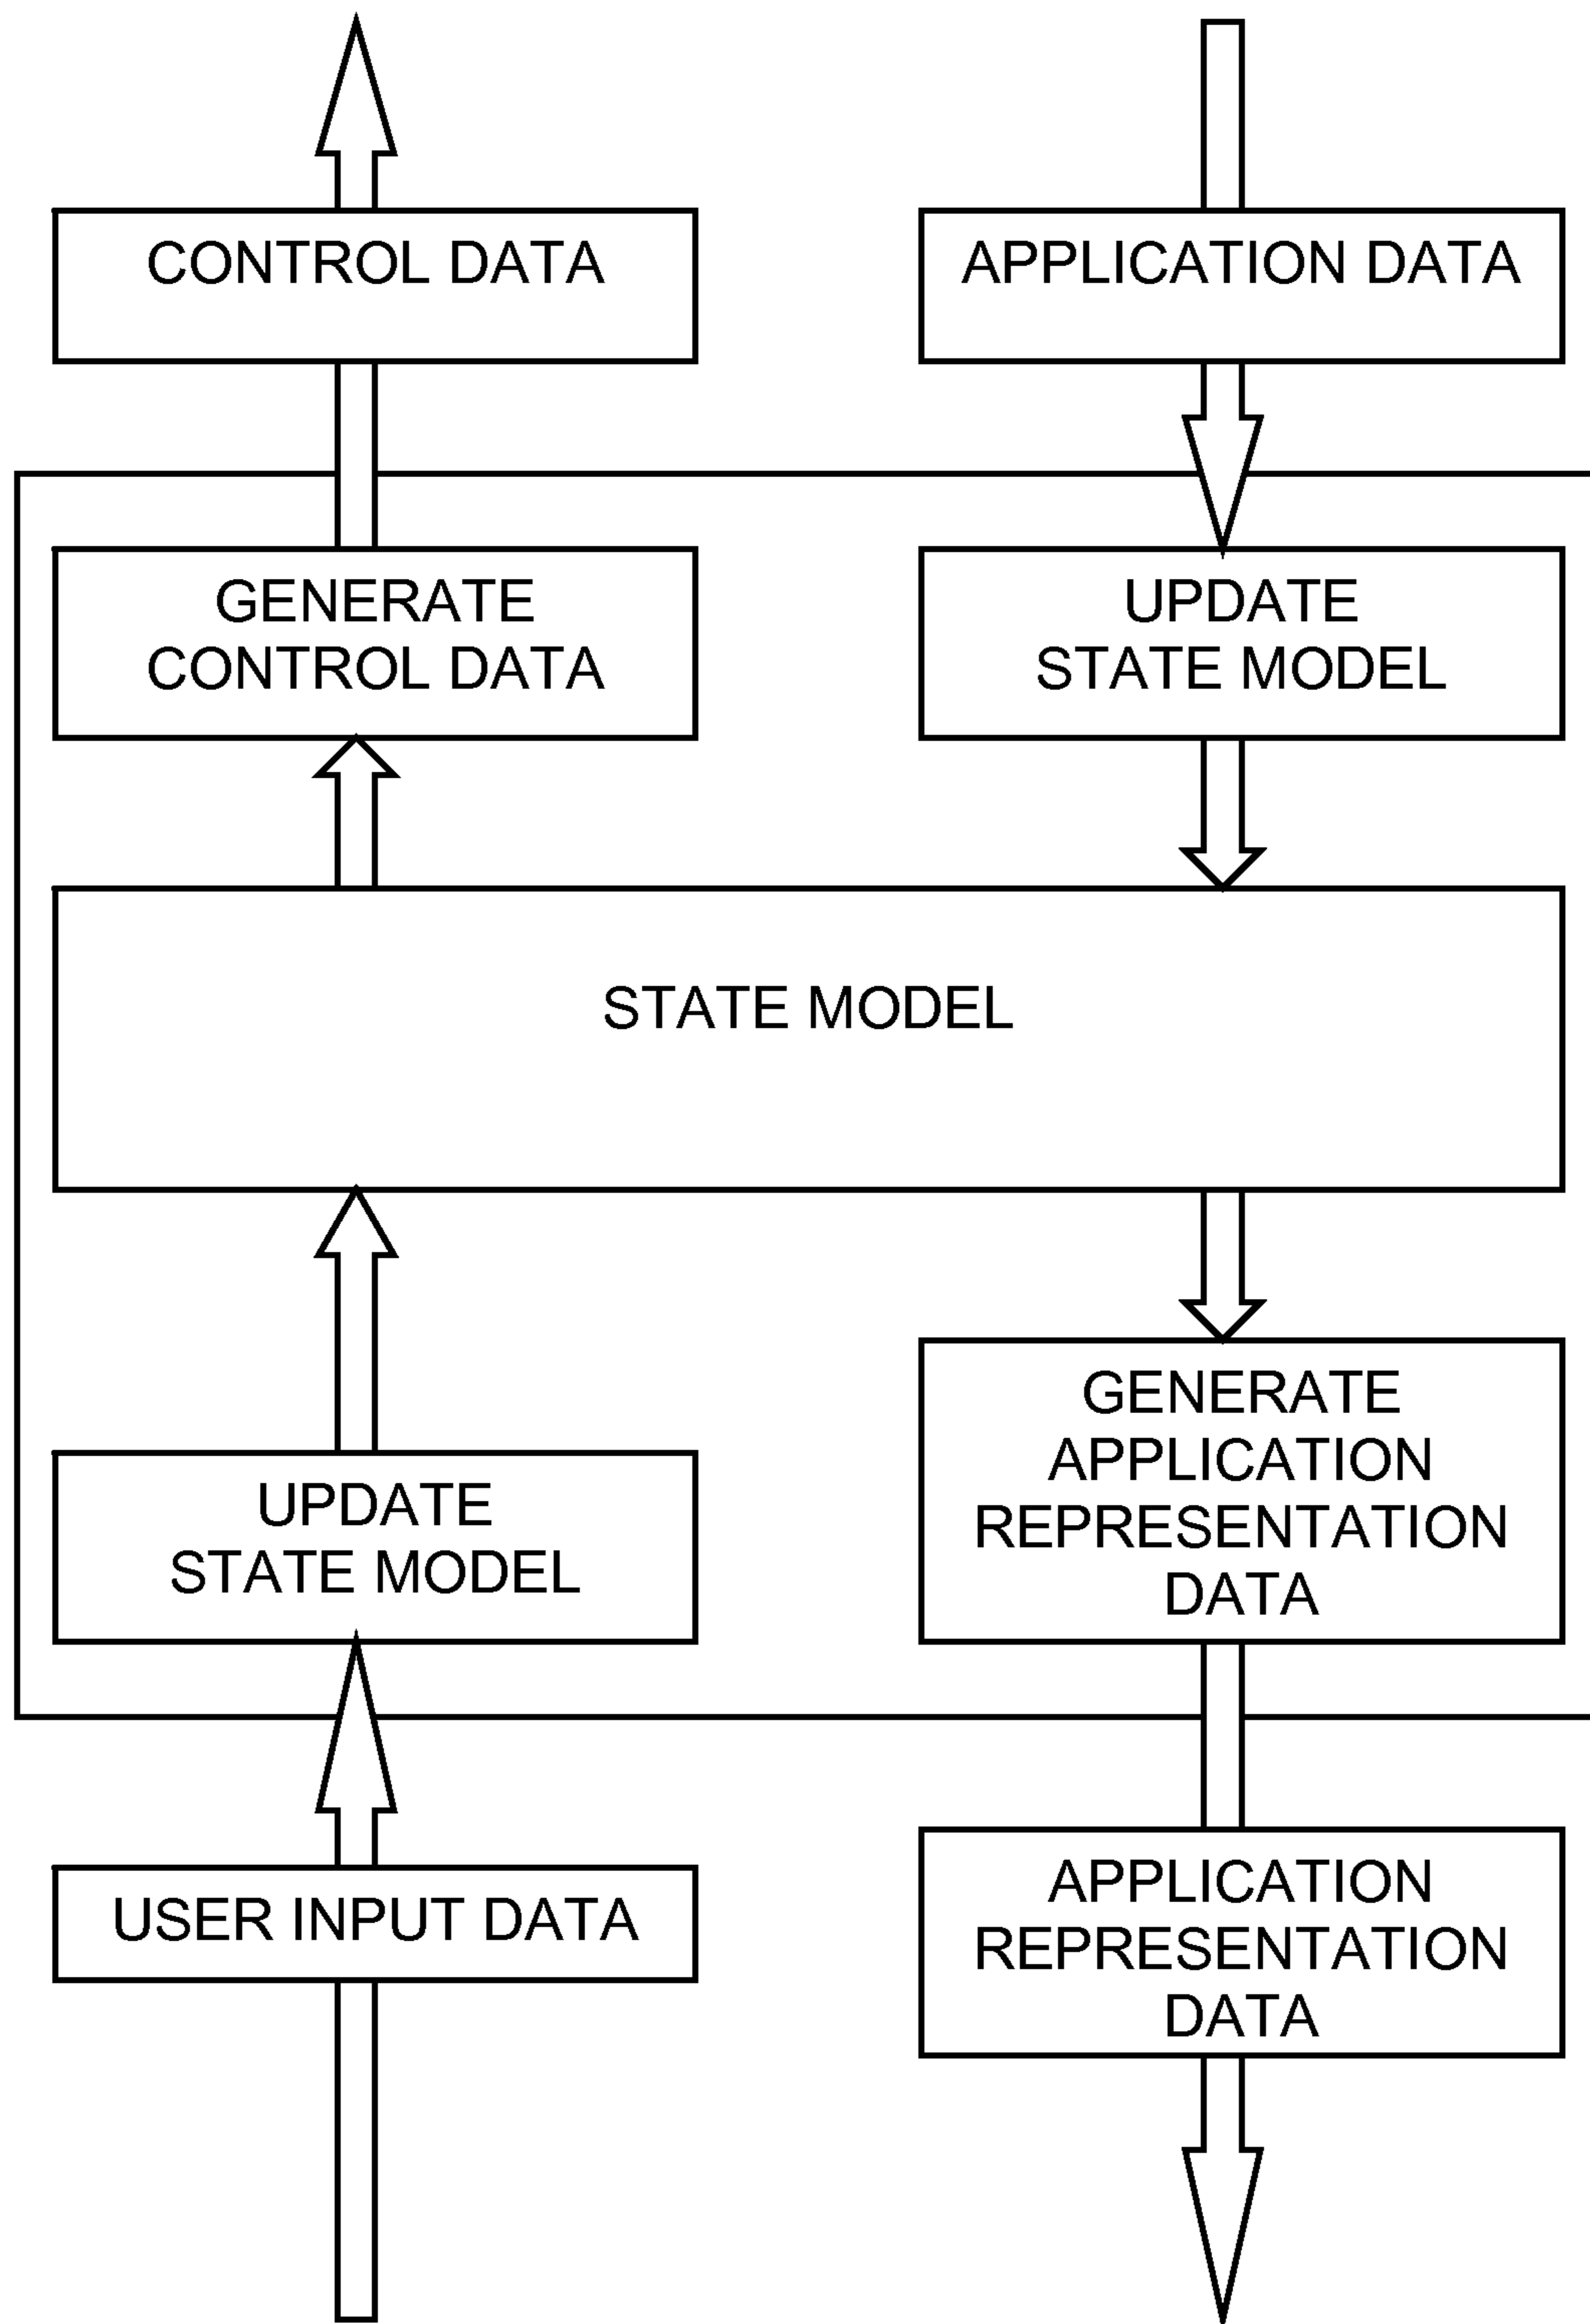 CONTROL DATA
APPLICATION DATA
GENERATE
CONTROL DATA
UPDATE
STATE MODEL
STATE MODEL
GENERATE
APPLICATION
REPRESENTATION
DATA
UPDATE
STATE MODEL
USER INPUT DATA
APPLICATION
REPRESENTATION
DATA